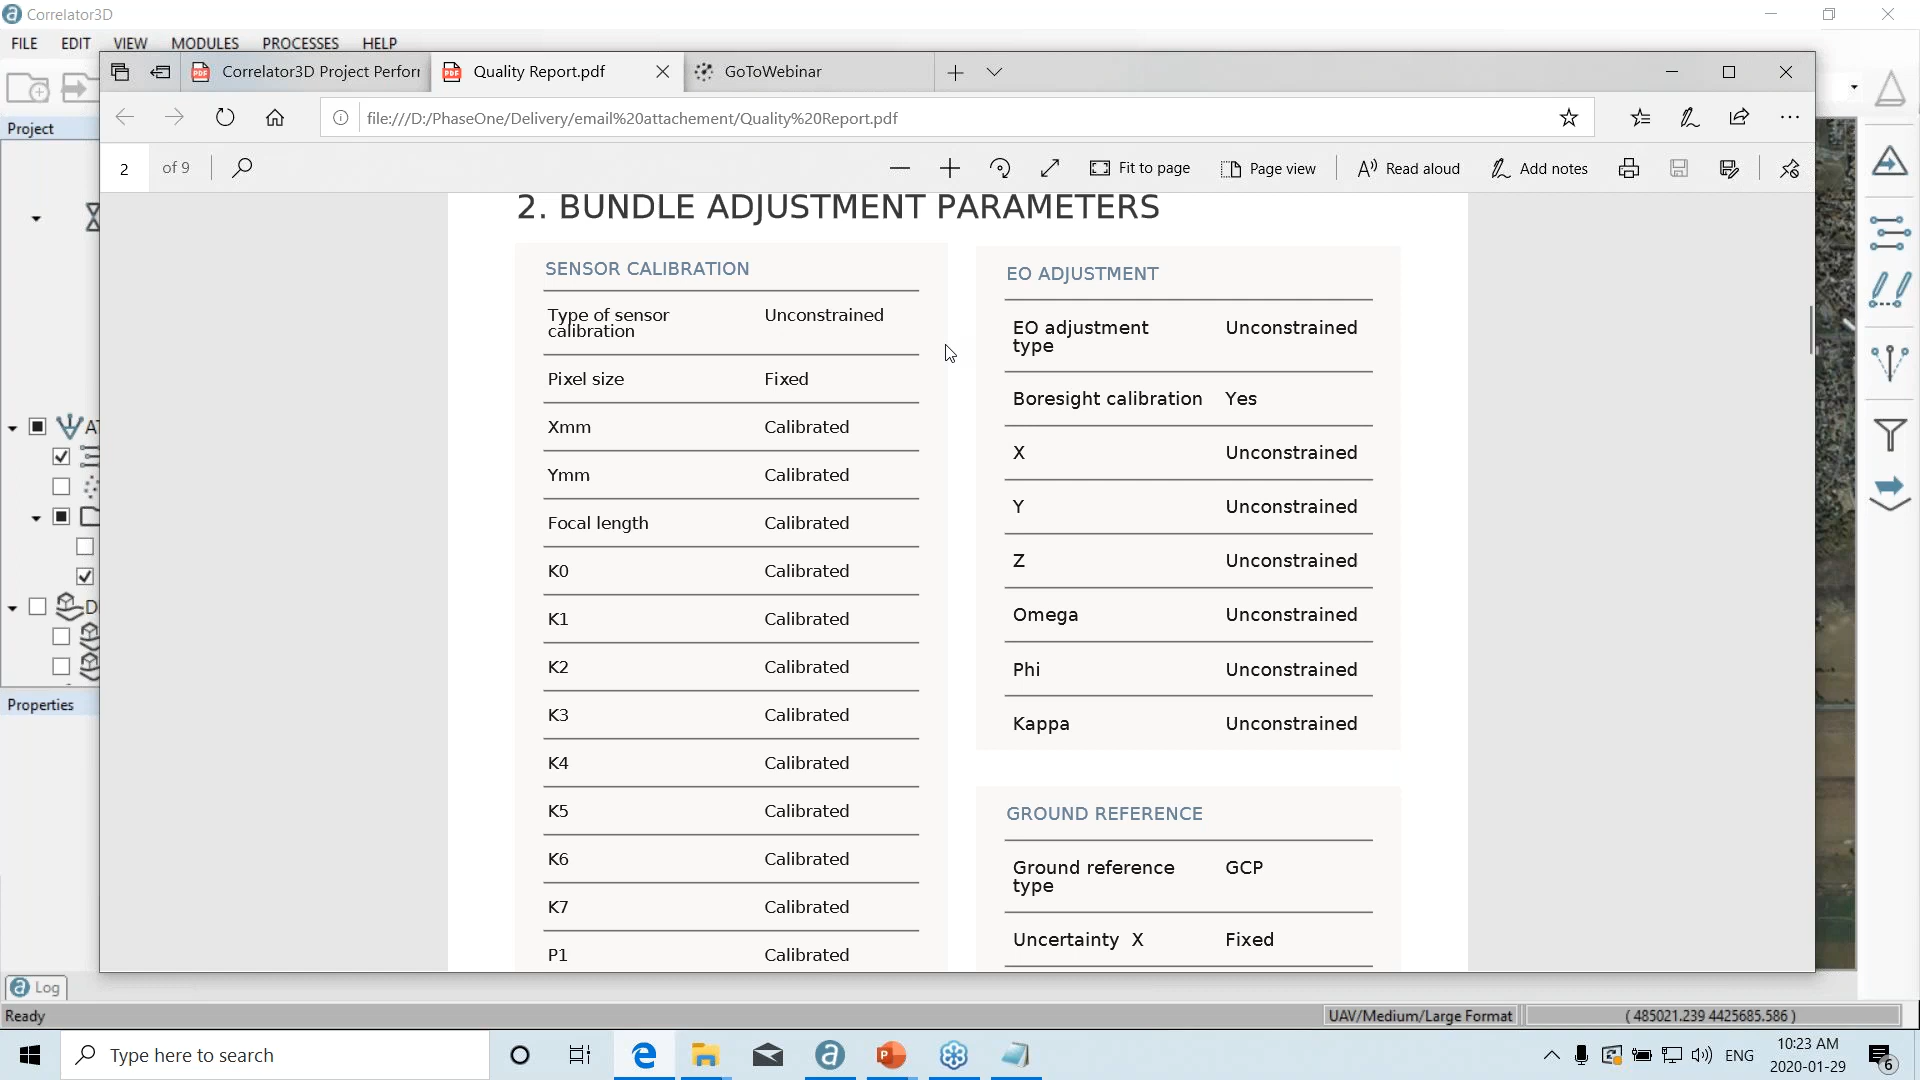 Correlator3D
FILE EDIT VIEW MODULES PROCESSES HELP
Correlator3D Project Perfor
Quality Report.pdf
GoToWebinar
file:///D:/PhaseOne/Delivery/email%20attachement/Quality%20Report.pdf
2 of 9
Fit to page
Page view
Read aloud
Add notes
Project
AT
D
Properties
2. BUNDLE ADJUSTMENT PARAMETERS
SENSOR CALIBRATION
Type of sensor calibration Unconstrained
Pixel size Fixed
Xmm Calibrated
Ymm Calibrated
Focal length Calibrated
K0 Calibrated
K1 Calibrated
K2 Calibrated
K3 Calibrated
K4 Calibrated
K5 Calibrated
K6 Calibrated
K7 Calibrated
P1 Calibrated
EO ADJUSTMENT
EO adjustment type Unconstrained
Boresight calibration Yes
X Unconstrained
Y Unconstrained
Z Unconstrained
Omega Unconstrained
Phi Unconstrained
Kappa Unconstrained
GROUND REFERENCE
Ground reference type GCP
Uncertainty X Fixed
Log
Ready
UAV/Medium/Large Format
( 485021.239 4425685.586 )
Type here to search
ENG
10:23 AM
2020-01-29
6